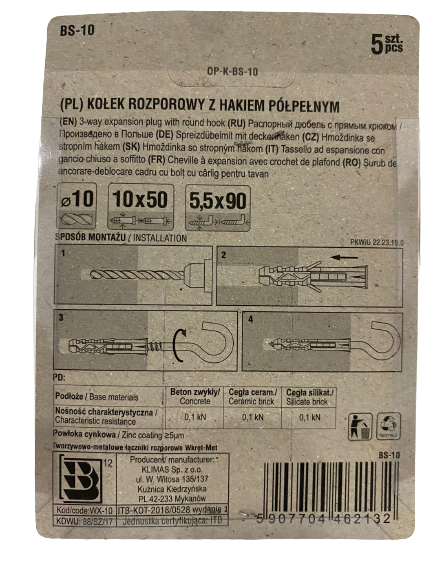 BS-10
5 szt.
pcs
OP-K-BS-10
(PL) KOŁEK ROZPOROWY Z HAKIEM PÓŁPEŁNYM
(EN) 3-way expansion plug with round hook (RU) Распорный дюбель с прямым крюком /
Произведено в Польше (DE) Spreizdübelmit mit deckenhaken (CZ) Hmoždinka se
stropním hákem (SK) Hmoždinka so stropným hákom (IT) Tassello ad espansione con
gancio chiuso a soffitto (FR) Cheville à expansion avec crochet de plafond (RO) Șurub de
ancorare-deblocare cadru cu bolt cu cârlig pentru tavan
ø10
10x50
5,5x90
SPOSÓB MONTAŻU / INSTALLATION
PKWiU 22.23.19.0
1
2
3
4
PD:
Podłoże / Base materials
Beton zwykły/
Concrete
Cegła ceram./
Ceramic brick
Cegła silikat./
Silicate brick
Nośność charakterystyczna /
Characteristic resistance
0,1 kN
0,1 kN
0,1 kN
Powłoka cynkowa / Zinc coating ≥5µm
Tworzywowo-metalowe łączniki rozporowe Wkręt-Met
BS-10
12
Producent/ manufacturer:
KLIMAS Sp. z o.o.
ul. W. Witosa 135/137
Kuźnica Kiedrzyńska
PL 42-233 Mykanów
Kod/code:WX-10
ITB-KOT-2018/0528 wydanie 1
KDWU: 88/SZ/17
Jednostka certyfikująca: ITB
5 907704 462132